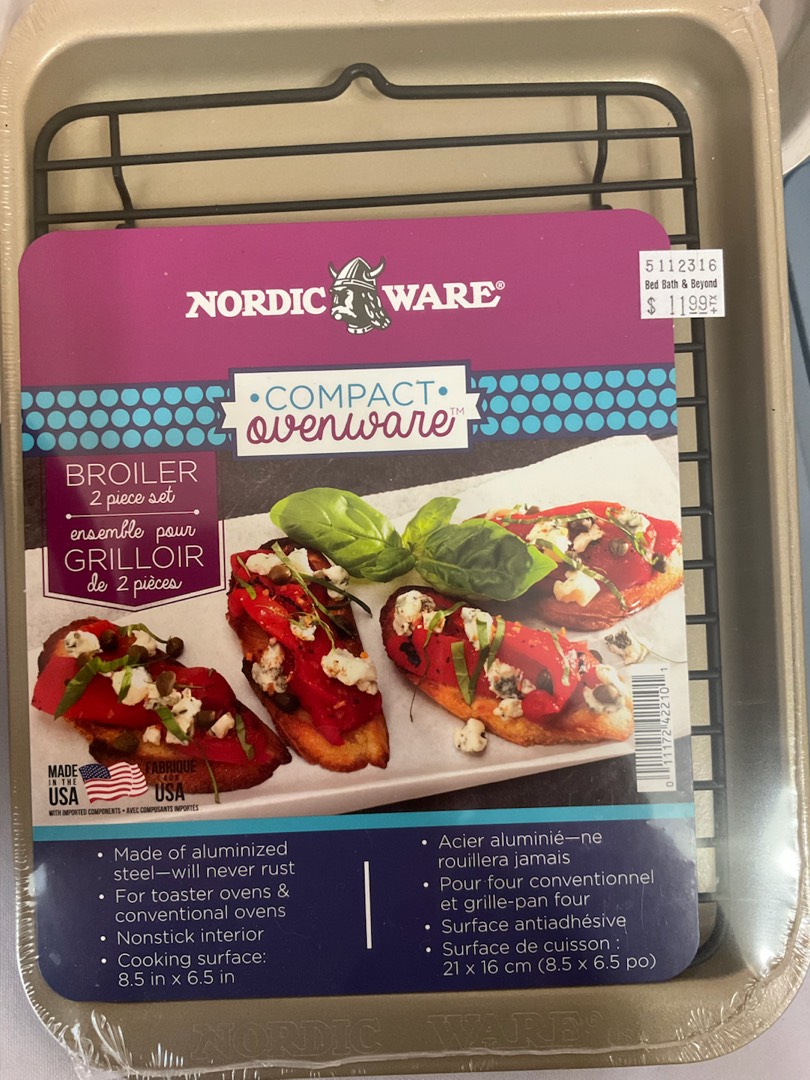 5112316
Bed Bath & Beyond
$ 11.99
NORDIC WARE®
•COMPACT•
ovenware™
BROILER
2 piece set
ensemble pour
GRILLOIR
de 2 pièces
MADE
IN THE
USA
FABRIQUÉ
AUX
USA
WITH IMPORTED COMPONENTS • AVEC COMPOSANTS IMPORTÉS
0 11172 42210 1
• Made of aluminized
steel—will never rust
• For toaster ovens &
conventional ovens
• Nonstick interior
• Cooking surface:
8.5 in x 6.5 in
• Acier aluminié—ne
rouillera jamais
• Pour four conventionnel
et grille-pan four
• Surface antiadhésive
• Surface de cuisson :
21 x 16 cm (8.5 x 6.5 po)
NORDIC WARE®